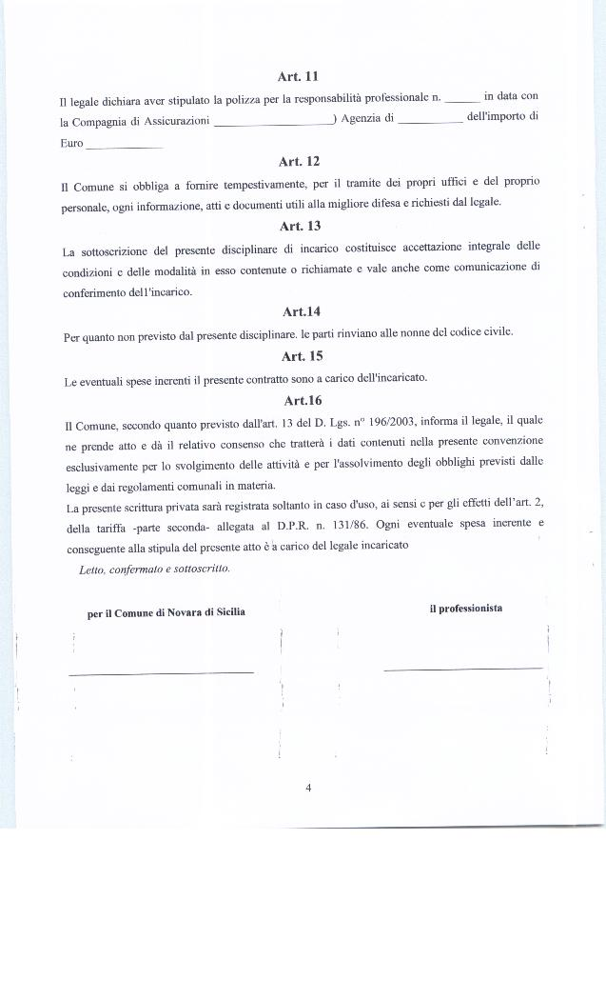 Art. 11
Il legale dichiara aver stipulato la polizza per la responsabilità professionale n. ______ in data con
la Compagnia di Assicurazioni ____________________) Agenzia di ___________ dell'importo di
Euro _____________
Art. 12
Il Comune si obbliga a fornire tempestivamente, per il tramite dei propri uffici e del proprio
personale, ogni informazione, atti e documenti utili alla migliore difesa e richiesti dal legale.
Art. 13
La sottoscrizione del presente disciplinare di incarico costituisce accettazione integrale delle
condizioni e delle modalità in esso contenute o richiamate e vale anche come comunicazione di
conferimento dell'incarico.
Art.14
Per quanto non previsto dal presente disciplinare. le parti rinviano alle nonne del codice civile.
Art. 15
Le eventuali spese inerenti il presente contratto sono a carico dell'incaricato.
Art.16
Il Comune, secondo quanto previsto dall'art. 13 del D. Lgs. n° 196/2003, informa il legale, il quale
ne prende atto e dà il relativo consenso che tratterà i dati contenuti nella presente convenzione
esclusivamente per lo svolgimento delle attività e per l'assolvimento degli obblighi previsti dalle
leggi e dai regolamenti comunali in materia.
La presente scrittura privata sarà registrata soltanto in caso d'uso, ai sensi e per gli effetti dell'art. 2,
della tariffa -parte seconda- allegata al D.P.R. n. 131/86. Ogni eventuale spesa inerente e
conseguente alla stipula del presente atto è a carico del legale incaricato
Letto, confermato e sottoscritto.
per il Comune di Novara di Sicilia
il professionista
4